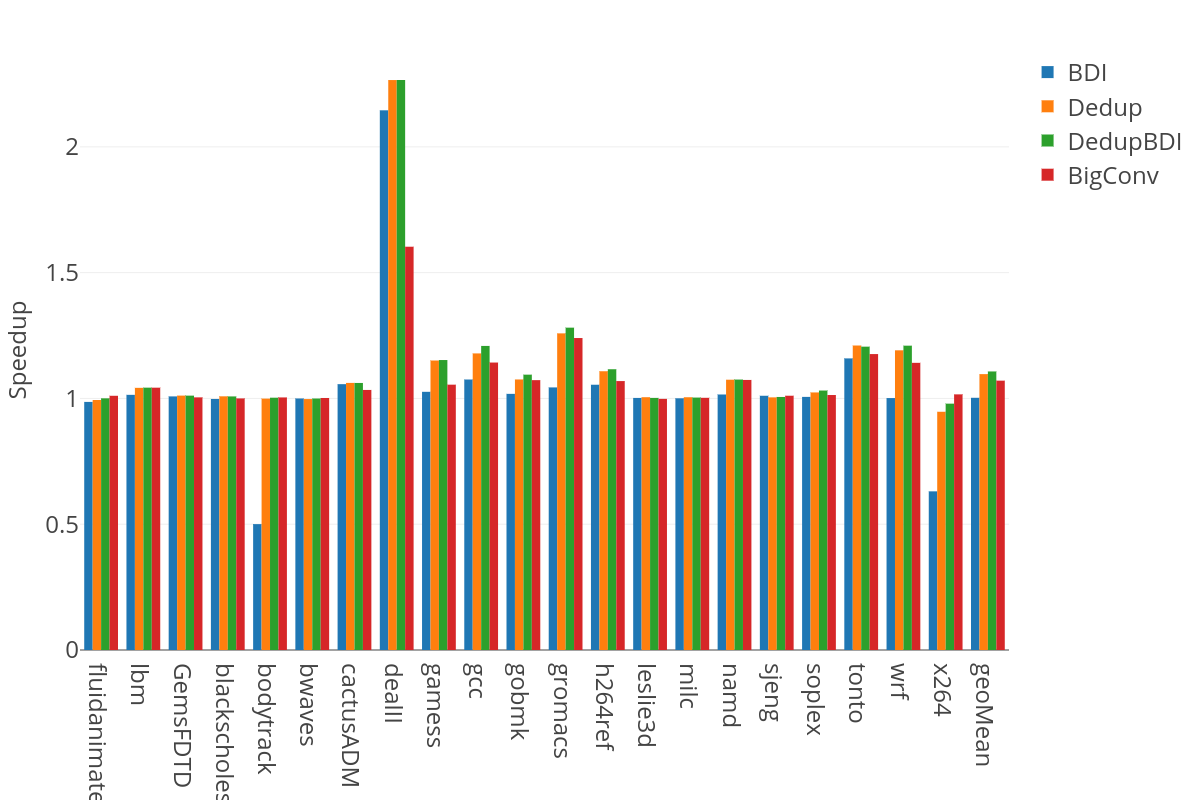 BDI
Dedup
DedupBDI
BigConv
Speedup
2
1.5
1
0.5
0
fluidanimate
lbm
GemsFDTD
blackscholes
bodytrack
bwaves
cactusADM
dealII
gamess
gcc
gobmk
gromacs
h264ref
leslie3d
milc
namd
sjeng
soplex
tonto
wrf
x264
geoMean